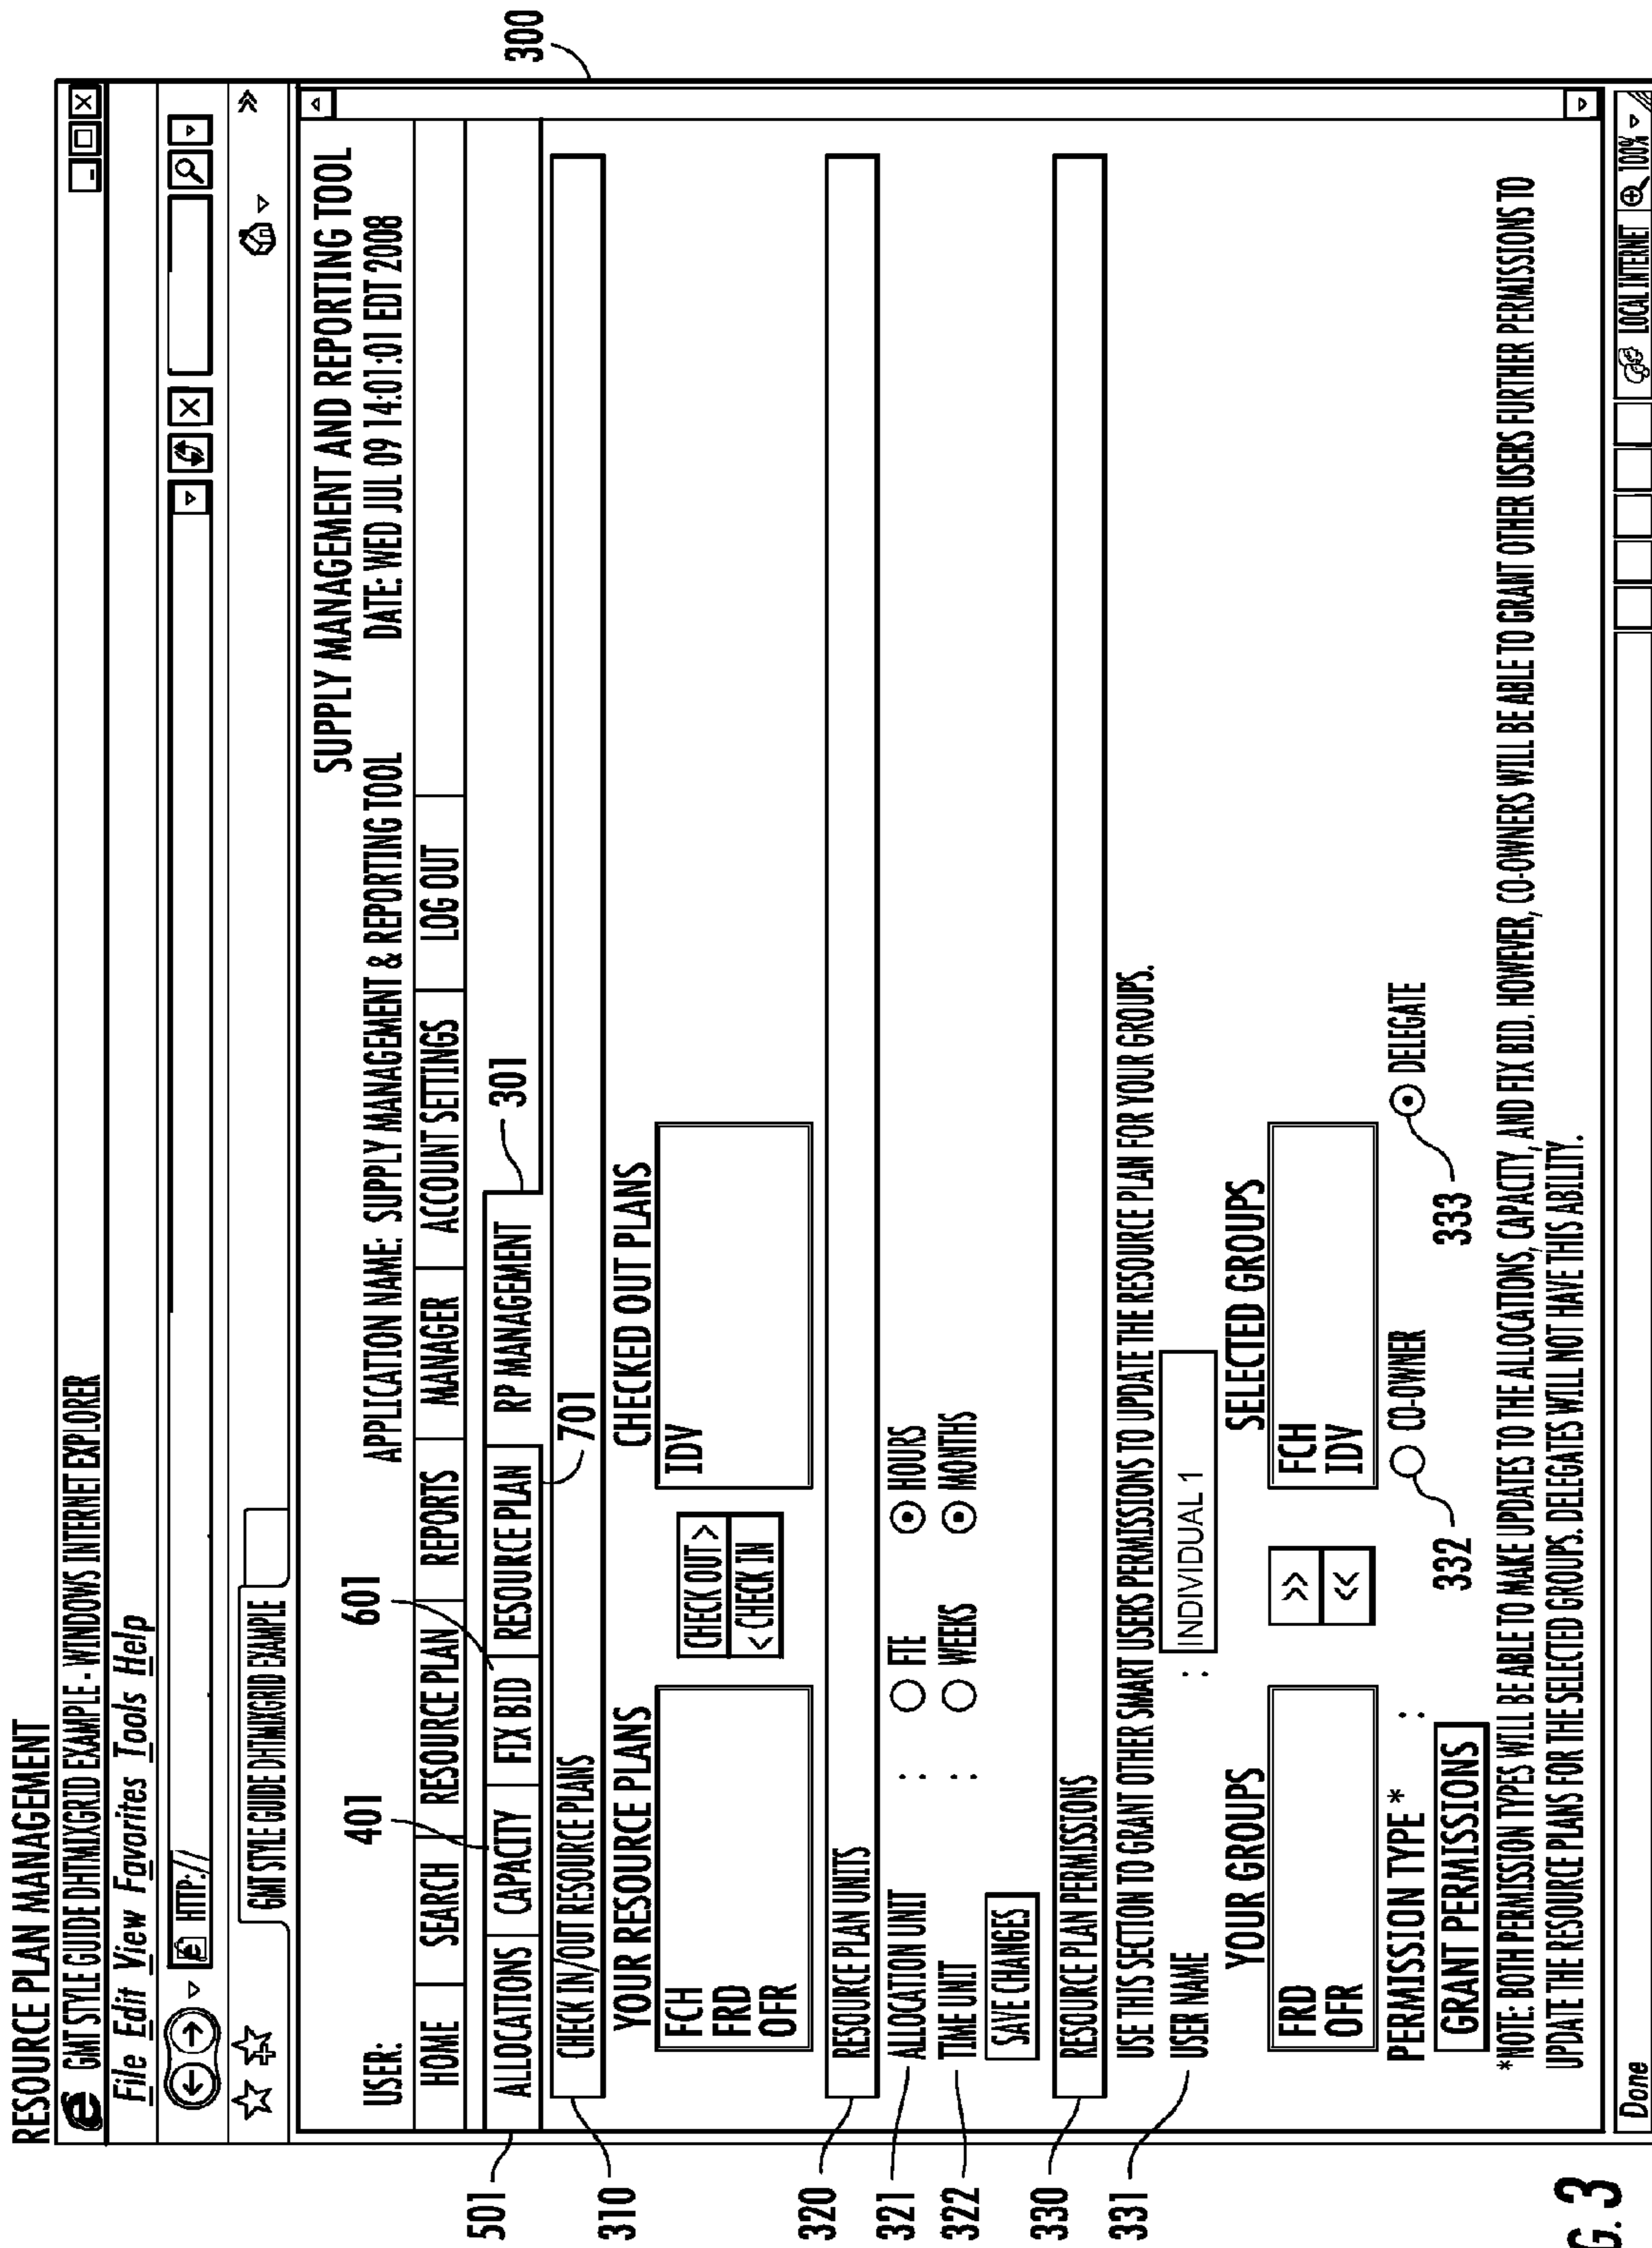 RESOURCE PLAN MANAGEMENT
GMT STYLE GUIDE DHTMIXGRID EXAMPLE - WINDOWS INTERNET EXPLORER
File Edit View Favorites Tools Help
HTTP://
GMT STYLE GUIDE DHTMIXGRID EXAMPLE
300
SUPPLY MANAGEMENT AND REPORTING TOOL
USER: APPLICATION NAME: SUPPLY MANAGEMENT & REPORTING TOOL DATE: WED JUL 09 14:01:01 EDT 2008
401 601
HOME SEARCH RESOURCE PLAN REPORTS MANAGER ACCOUNT SETTINGS LOG OUT
501 ALLOCATIONS CAPACITY FIX BID RESOURCE PLAN RP MANAGEMENT 301
701
310 CHECK IN/OUT RESOURCE PLANS
YOUR RESOURCE PLANS CHECKED OUT PLANS
FCH CHECK OUT > IDV
FRD < CHECK IN
OFR
320 RESOURCE PLAN UNITS
321 ALLOCATION UNIT : FTE HOURS
322 TIME UNIT : WEEKS MONTHS
SAVE CHANGES
330 RESOURCE PLAN PERMISSIONS
USE THIS SECTION TO GRANT OTHER SMART USERS PERMISSIONS TO UPDATE THE RESOURCE PLAN FOR YOUR GROUPS.
331 USER NAME : INDIVIDUAL 1
YOUR GROUPS SELECTED GROUPS
FRD >> FCH
OFR << IDV
PERMISSION TYPE * : CO-OWNER DELEGATE
GRANT PERMISSIONS 332 333
*NOTE: BOTH PERMISSION TYPES WILL BE ABLE TO MAKE UPDATES TO THE ALLOCATIONS, CAPACITY, AND FIX BID. HOWEVER, CO-OWNERS WILL BE ABLE TO GRANT OTHER USERS FURTHER PERMISSIONS TO
UPDATE THE RESOURCE PLANS FOR THE SELECTED GROUPS. DELEGATES WILL NOT HAVE THIS ABILITY.
Done LOCAL INTERNET 100%
G. 3